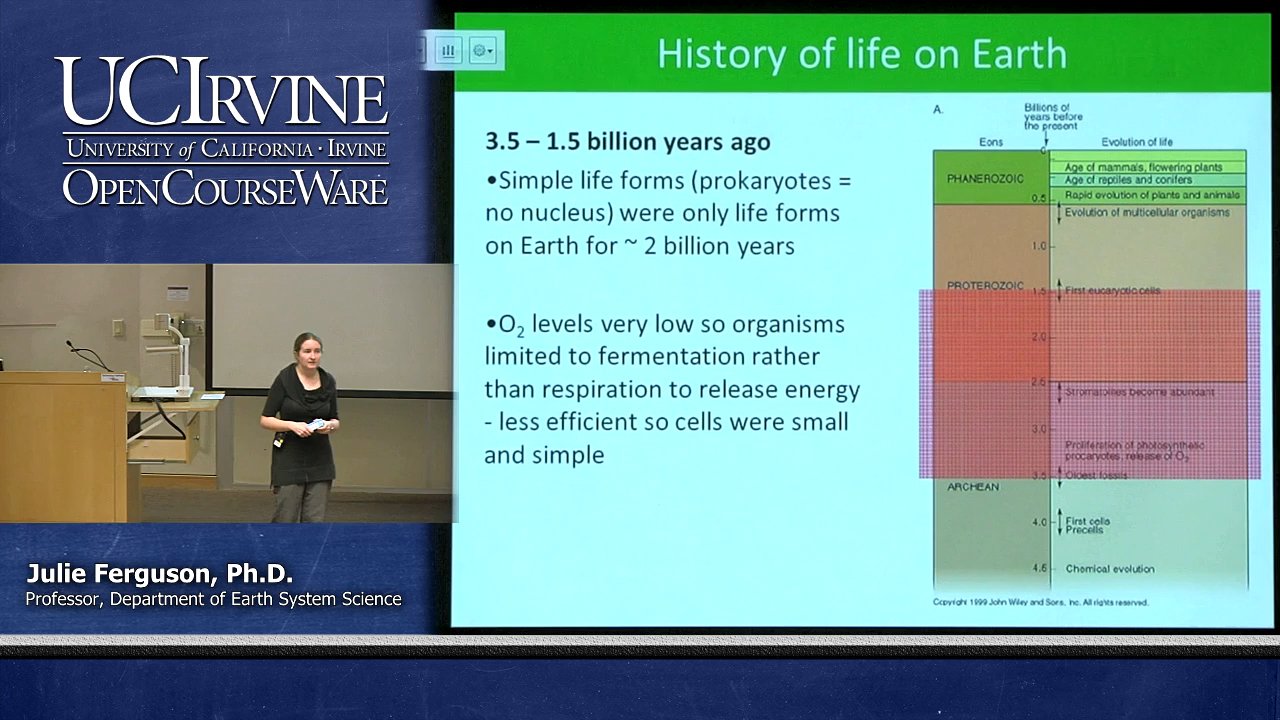 UCIRVINE
UNIVERSITY of CALIFORNIA · IRVINE
OPENCOURSEWARE
Julie Ferguson, Ph.D.
Professor, Department of Earth System Science
History of life on Earth
3.5 – 1.5 billion years ago
•Simple life forms (prokaryotes =
no nucleus) were only life forms
on Earth for ~ 2 billion years
•O₂ levels very low so organisms
limited to fermentation rather
than respiration to release energy
- less efficient so cells were small
and simple
A.
Billions of
years before
the present
Eons
Evolution of life
0
PHANEROZOIC
Age of mammals, flowering plants
Age of reptiles and conifers
Rapid evolution of plants and animals
0.5
Evolution of multicellular organisms
1.0
PROTEROZOIC
1.5
First eucaryotic cells
2.0
2.5
Stromatolites become abundant
3.0
Proliferation of photosynthetic
procaryotes, release of O₂
3.5
Oldest fossils
ARCHEAN
4.0
First cells
Precells
4.6
Chemical evolution
Copyright 1999 John Wiley and Sons, Inc. All rights reserved.